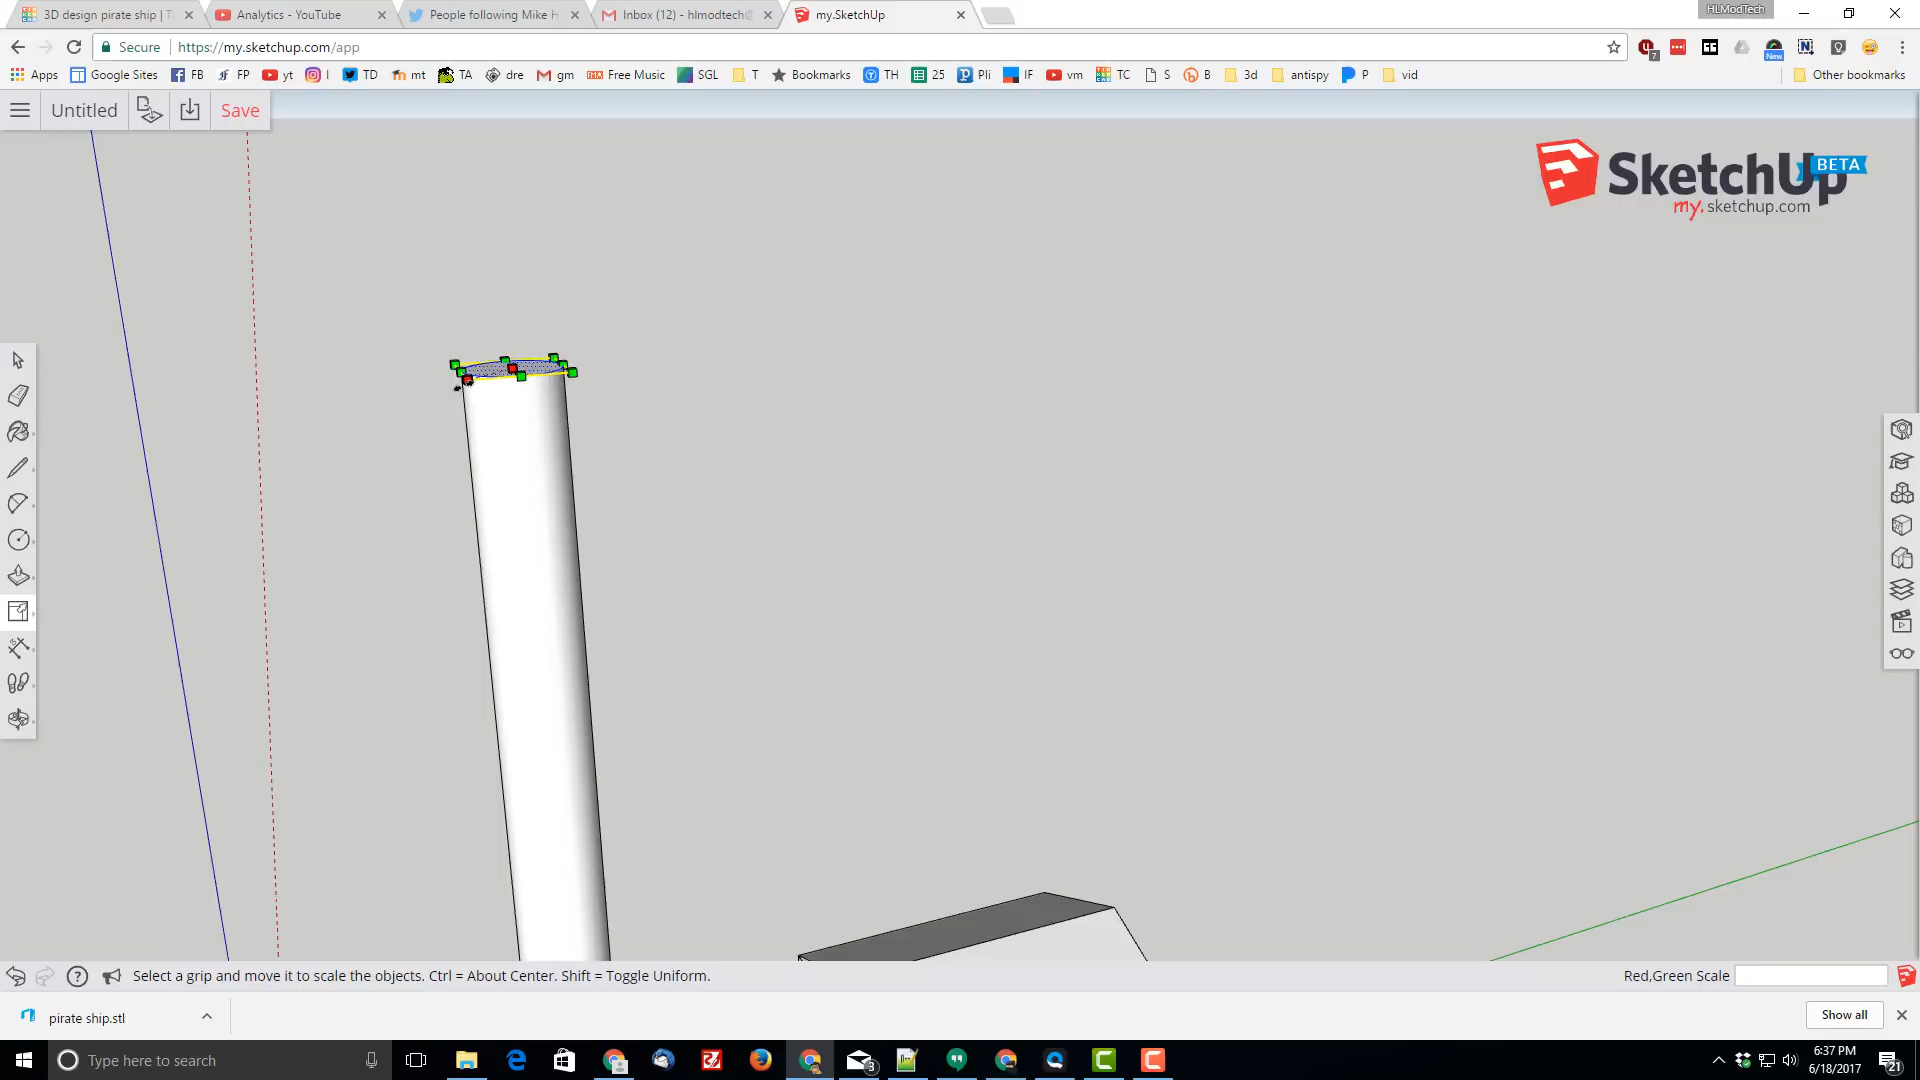 3D design pirate ship | T
Analytics - YouTube
People following Mike H
Inbox (12) - hlmodtech@
my.SketchUp
HLModTech
Secure
https://my.sketchup.com/app
7
New
Apps
Google Sites
FB
FP
yt
I
TD
mt
TA
dre
gm
Free Music
SGL
T
Bookmarks
TH
25
Pli
IF
vm
TC
S
B
3d
antispy
P
vid
Other bookmarks
Untitled
Save
SketchUp
BETA
my.sketchup.com
Select a grip and move it to scale the objects. Ctrl = About Center. Shift = Toggle Uniform.
Red,Green Scale
pirate ship.stl
Show all
Type here to search
3
6:37 PM
6/18/2017
21